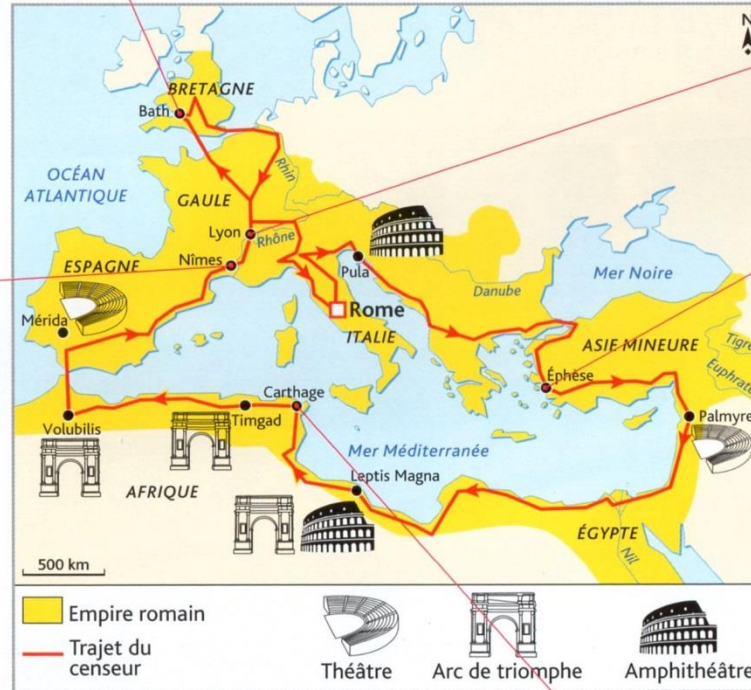 N
BRETAGNE
Bath
OCÉAN
ATLANTIQUE
Rhin
GAULE
Lyon
Rhône
Nîmes
ESPAGNE
Mérida
Pula
Danube
Mer Noire
Rome
ITALIE
ASIE MINEURE
Tigre
Euphrate
Éphèse
Palmyre
Carthage
Timgad
Volubilis
Mer Méditerranée
Leptis Magna
AFRIQUE
ÉGYPTE
Nil
500 km
Empire romain
Trajet du
censeur
Théâtre
Arc de triomphe
Amphithéâtre